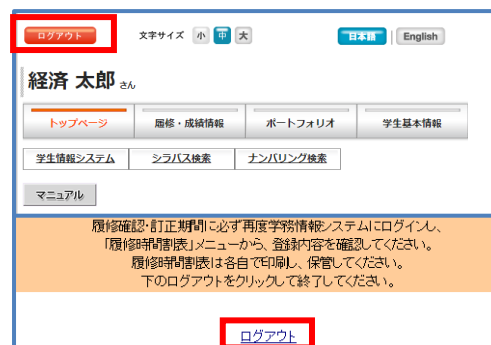 ログアウト 文字サイズ 小 中 大 日本語 | English
経済 太郎 さん
トップページ 履修・成績情報 ポートフォリオ 学生基本情報
学生情報システム シラバス検索 ナンバリング検索
マニュアル
履修確認・訂正期間に必ず再度学務情報システムにログインし、
「履修時間割表」メニューから、登録内容を確認してください。
履修時間割表は各自で印刷し、保管してください。
下のログアウトをクリックして終了してください。
ログアウト